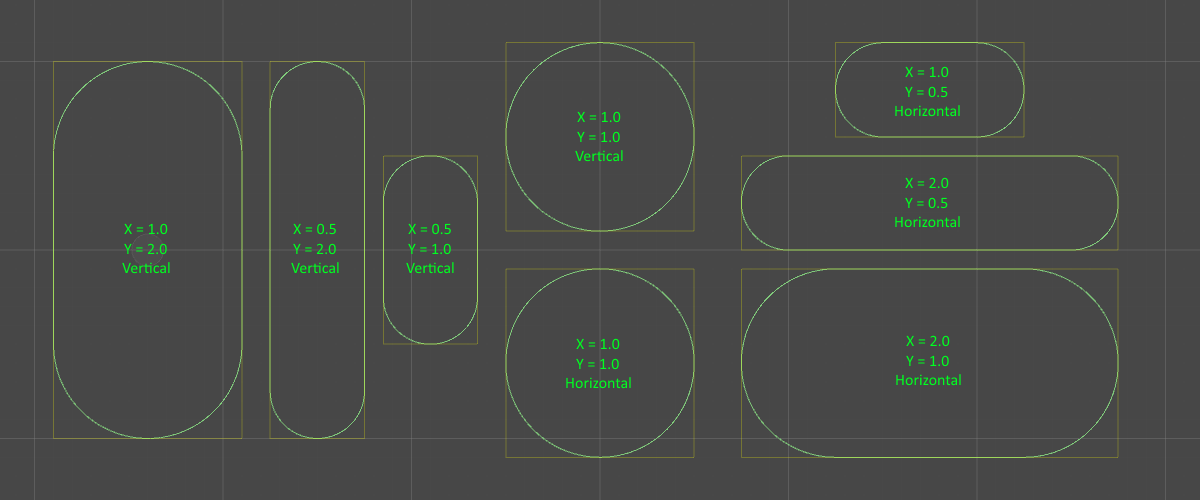 X = 1.0
Y = 2.0
Vertical
X = 0.5
Y = 2.0
Vertical
X = 0.5
Y = 1.0
Vertical
X = 1.0
Y = 1.0
Vertical
X = 1.0
Y = 1.0
Horizontal
X = 1.0
Y = 0.5
Horizontal
X = 2.0
Y = 0.5
Horizontal
X = 2.0
Y = 1.0
Horizontal